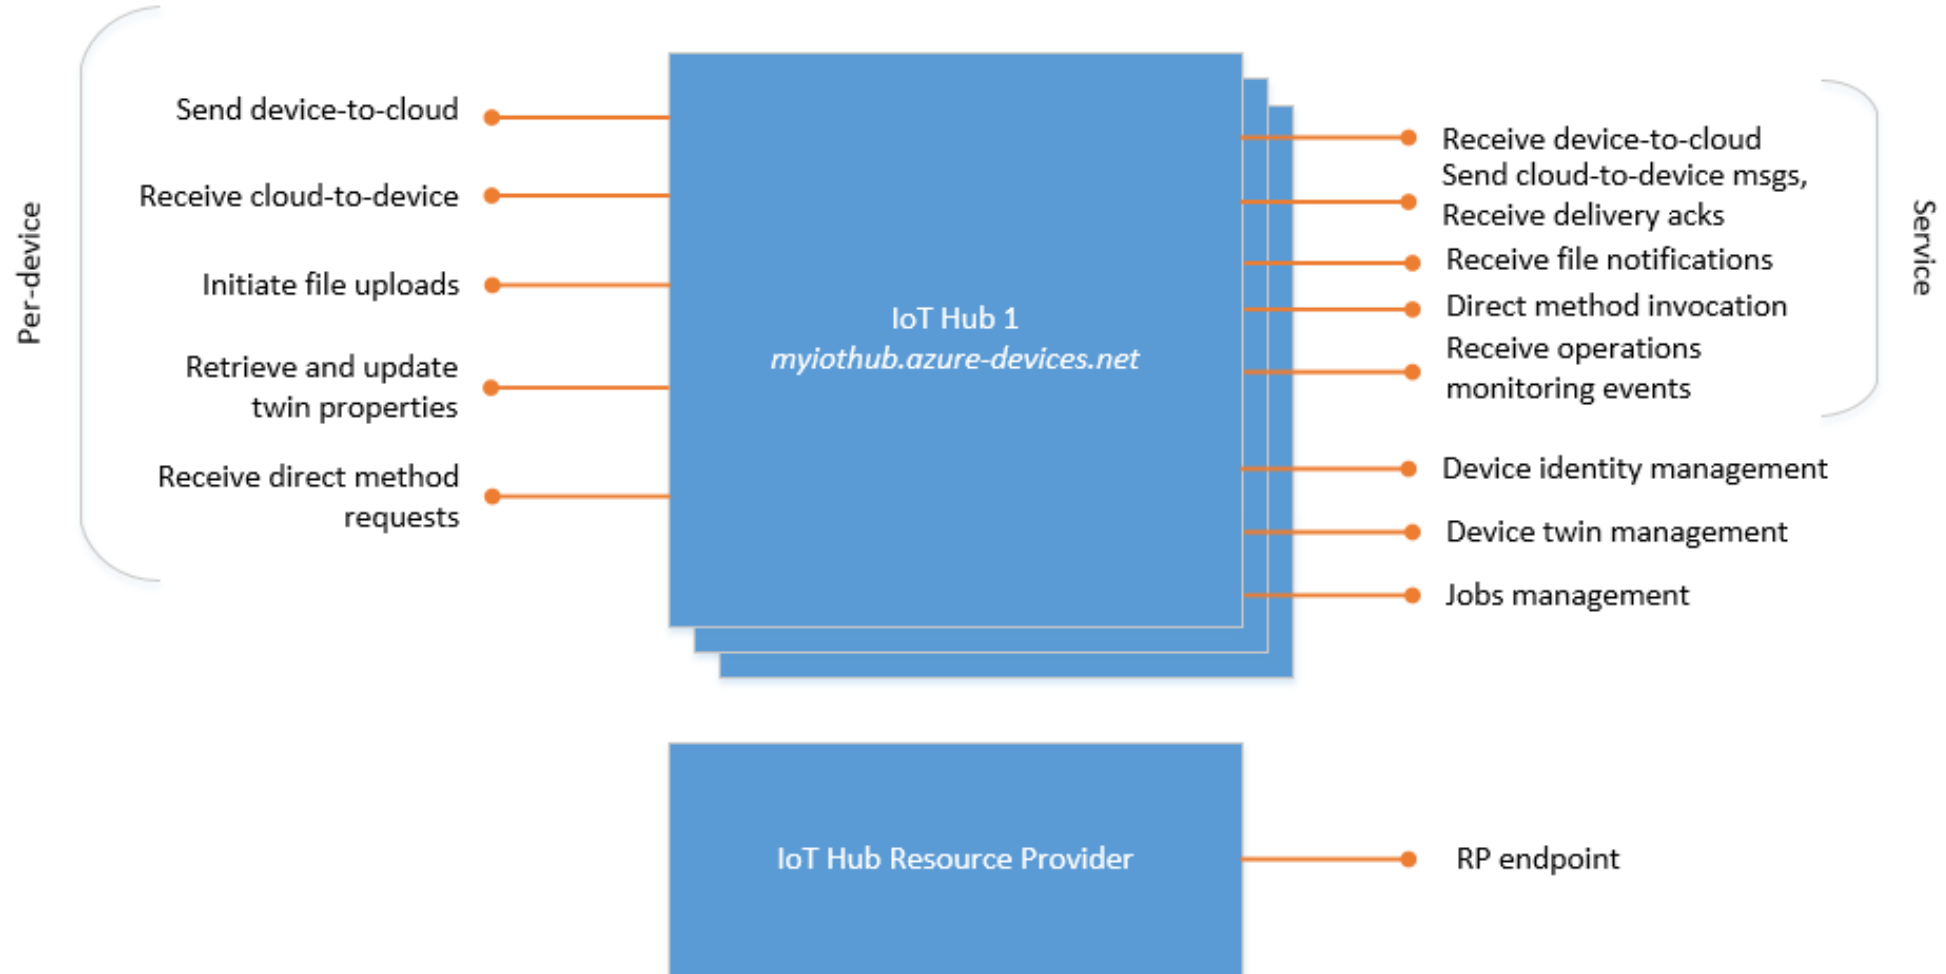 Per-device
Send device-to-cloud
Receive cloud-to-device
Initiate file uploads
Retrieve and update
twin properties
Receive direct method
requests
IoT Hub 1
myiothub.azure-devices.net
Receive device-to-cloud
Send cloud-to-device msgs,
Receive delivery acks
Receive file notifications
Direct method invocation
Receive operations
monitoring events
Service
Device identity management
Device twin management
Jobs management
IoT Hub Resource Provider
RP endpoint